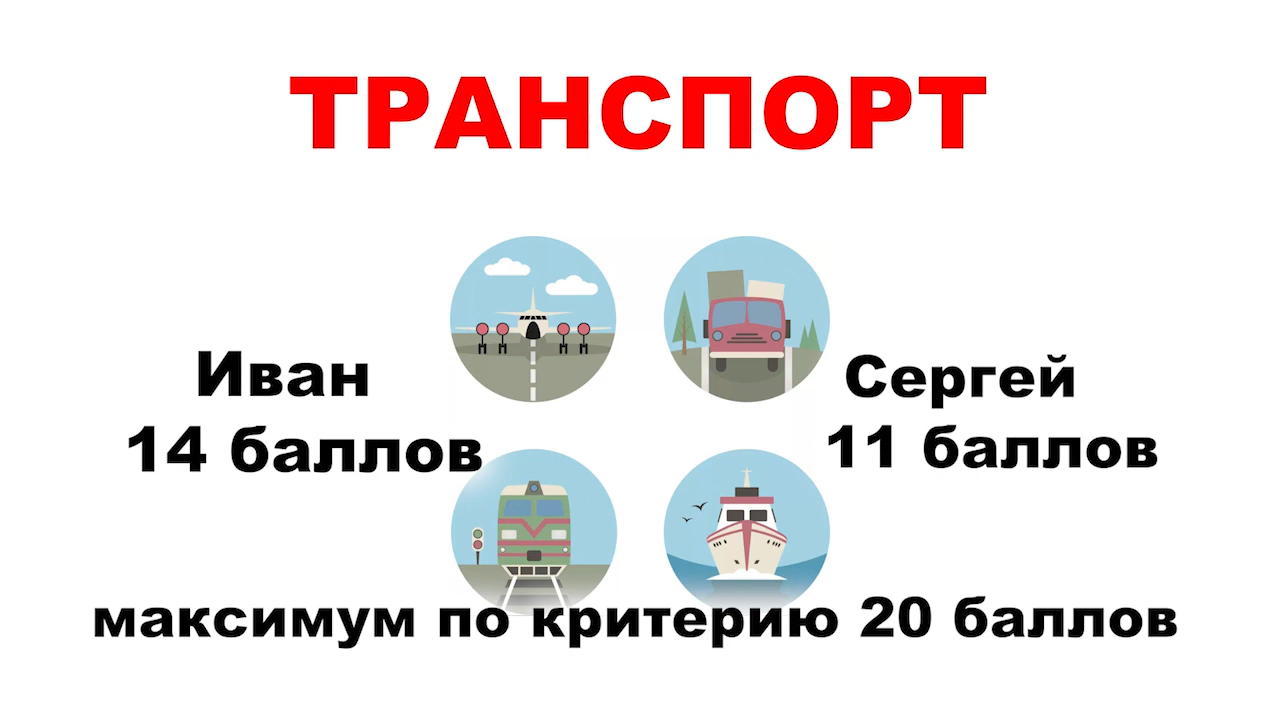 ТРАНСПОРТ
Иван
14 баллов
Сергей
11 баллов
максимум по критерию 20 баллов